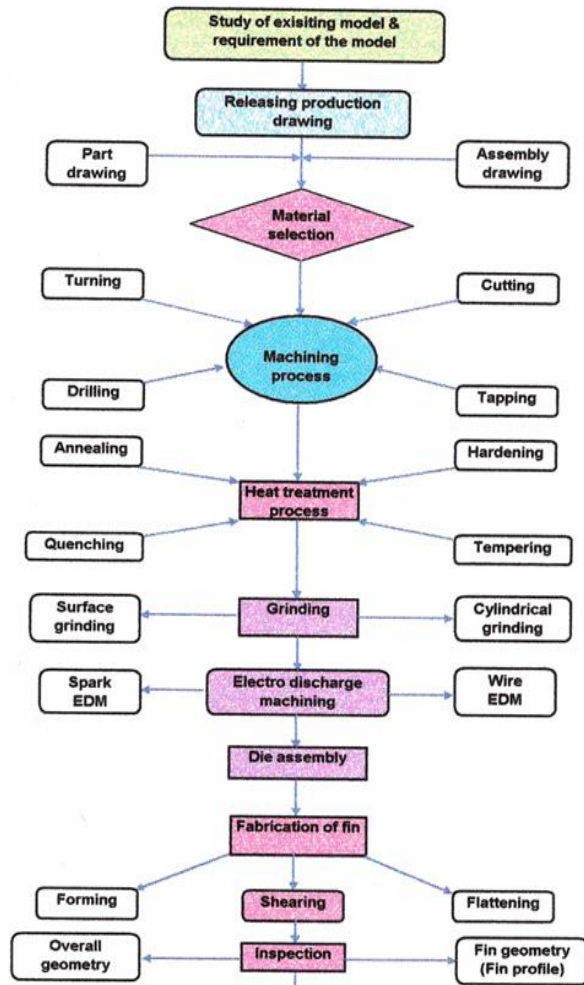 Study of exisiting model &
requirement of the model
Releasing production
drawing
Part
drawing
Assembly
drawing
Material
selection
Turning
Cutting
Machining
process
Drilling
Tapping
Annealing
Hardening
Heat treatment
process
Quenching
Tempering
Surface
grinding
Grinding
Cylindrical
grinding
Spark
EDM
Electro discharge
machining
Wire
EDM
Die assembly
Fabrication of fin
Forming
Shearing
Flattening
Overall
geometry
Inspection
Fin geometry
(Fin profile)